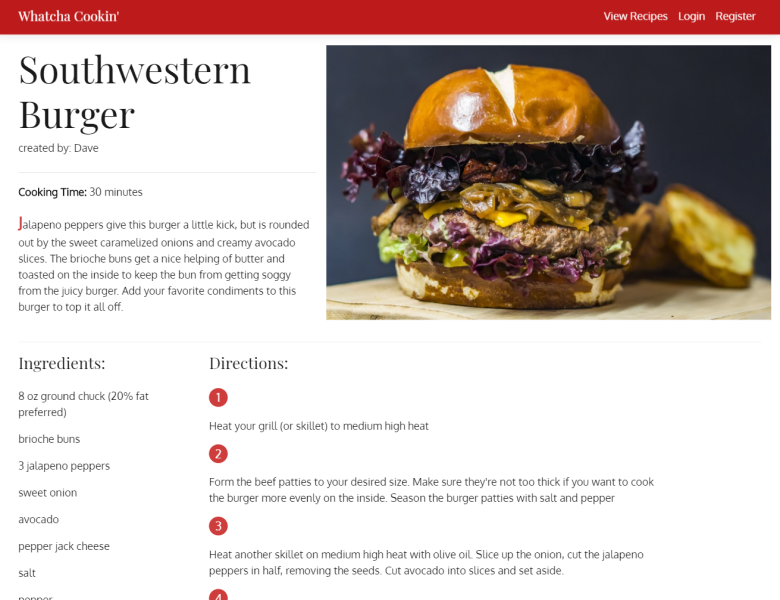 Whatcha Cookin'
View Recipes Login Register
Southwestern
Burger
created by: Dave
Cooking Time: 30 minutes
Jalapeno peppers give this burger a little kick, but is rounded
out by the sweet caramelized onions and creamy avocado
slices. The brioche buns get a nice helping of butter and
toasted on the inside to keep the bun from getting soggy
from the juicy burger. Add your favorite condiments to this
burger to top it all off.
Ingredients:
8 oz ground chuck (20% fat
preferred)
brioche buns
3 jalapeno peppers
sweet onion
avocado
pepper jack cheese
salt
pepper
Directions:
1
Heat your grill (or skillet) to medium high heat
2
Form the beef patties to your desired size. Make sure they're not too thick if you want to cook
the burger more evenly on the inside. Season the burger patties with salt and pepper
3
Heat another skillet on medium high heat with olive oil. Slice up the onion, cut the jalapeno
peppers in half, removing the seeds. Cut avocado into slices and set aside.
4